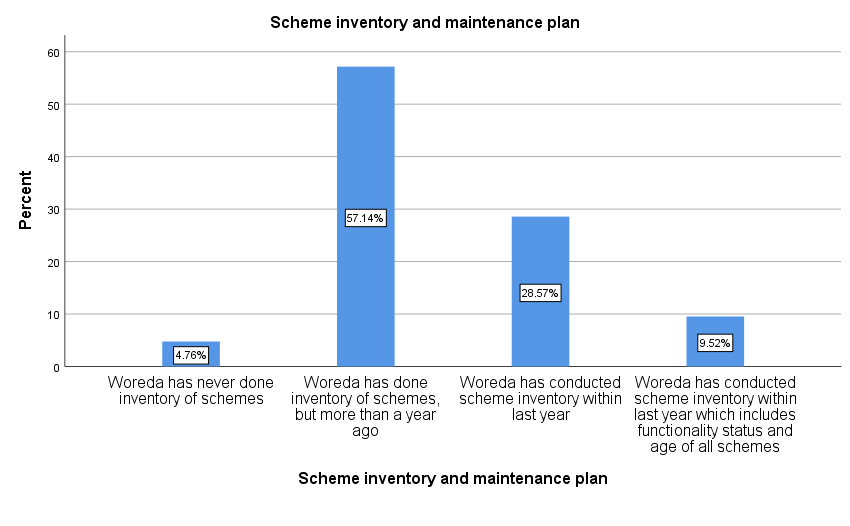 Scheme inventory and maintenance plan
Percent
60
50
40
30
20
10
0
4.76%
57.14%
28.57%
9.52%
Woreda has never done
inventory of schemes
Woreda has done
inventory of schemes,
but more than a year
ago
Woreda has conducted
scheme inventory within
last year
Woreda has conducted
scheme inventory within
last year which includes
functionality status and
age of all schemes
Scheme inventory and maintenance plan